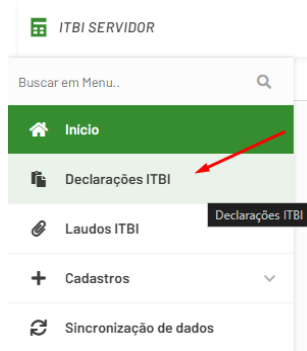 ITBI SERVIDOR
Buscar em Menu..
Início
Declarações ITBI
Declarações ITBI
Laudos ITBI
Cadastros
Sincronização de dados